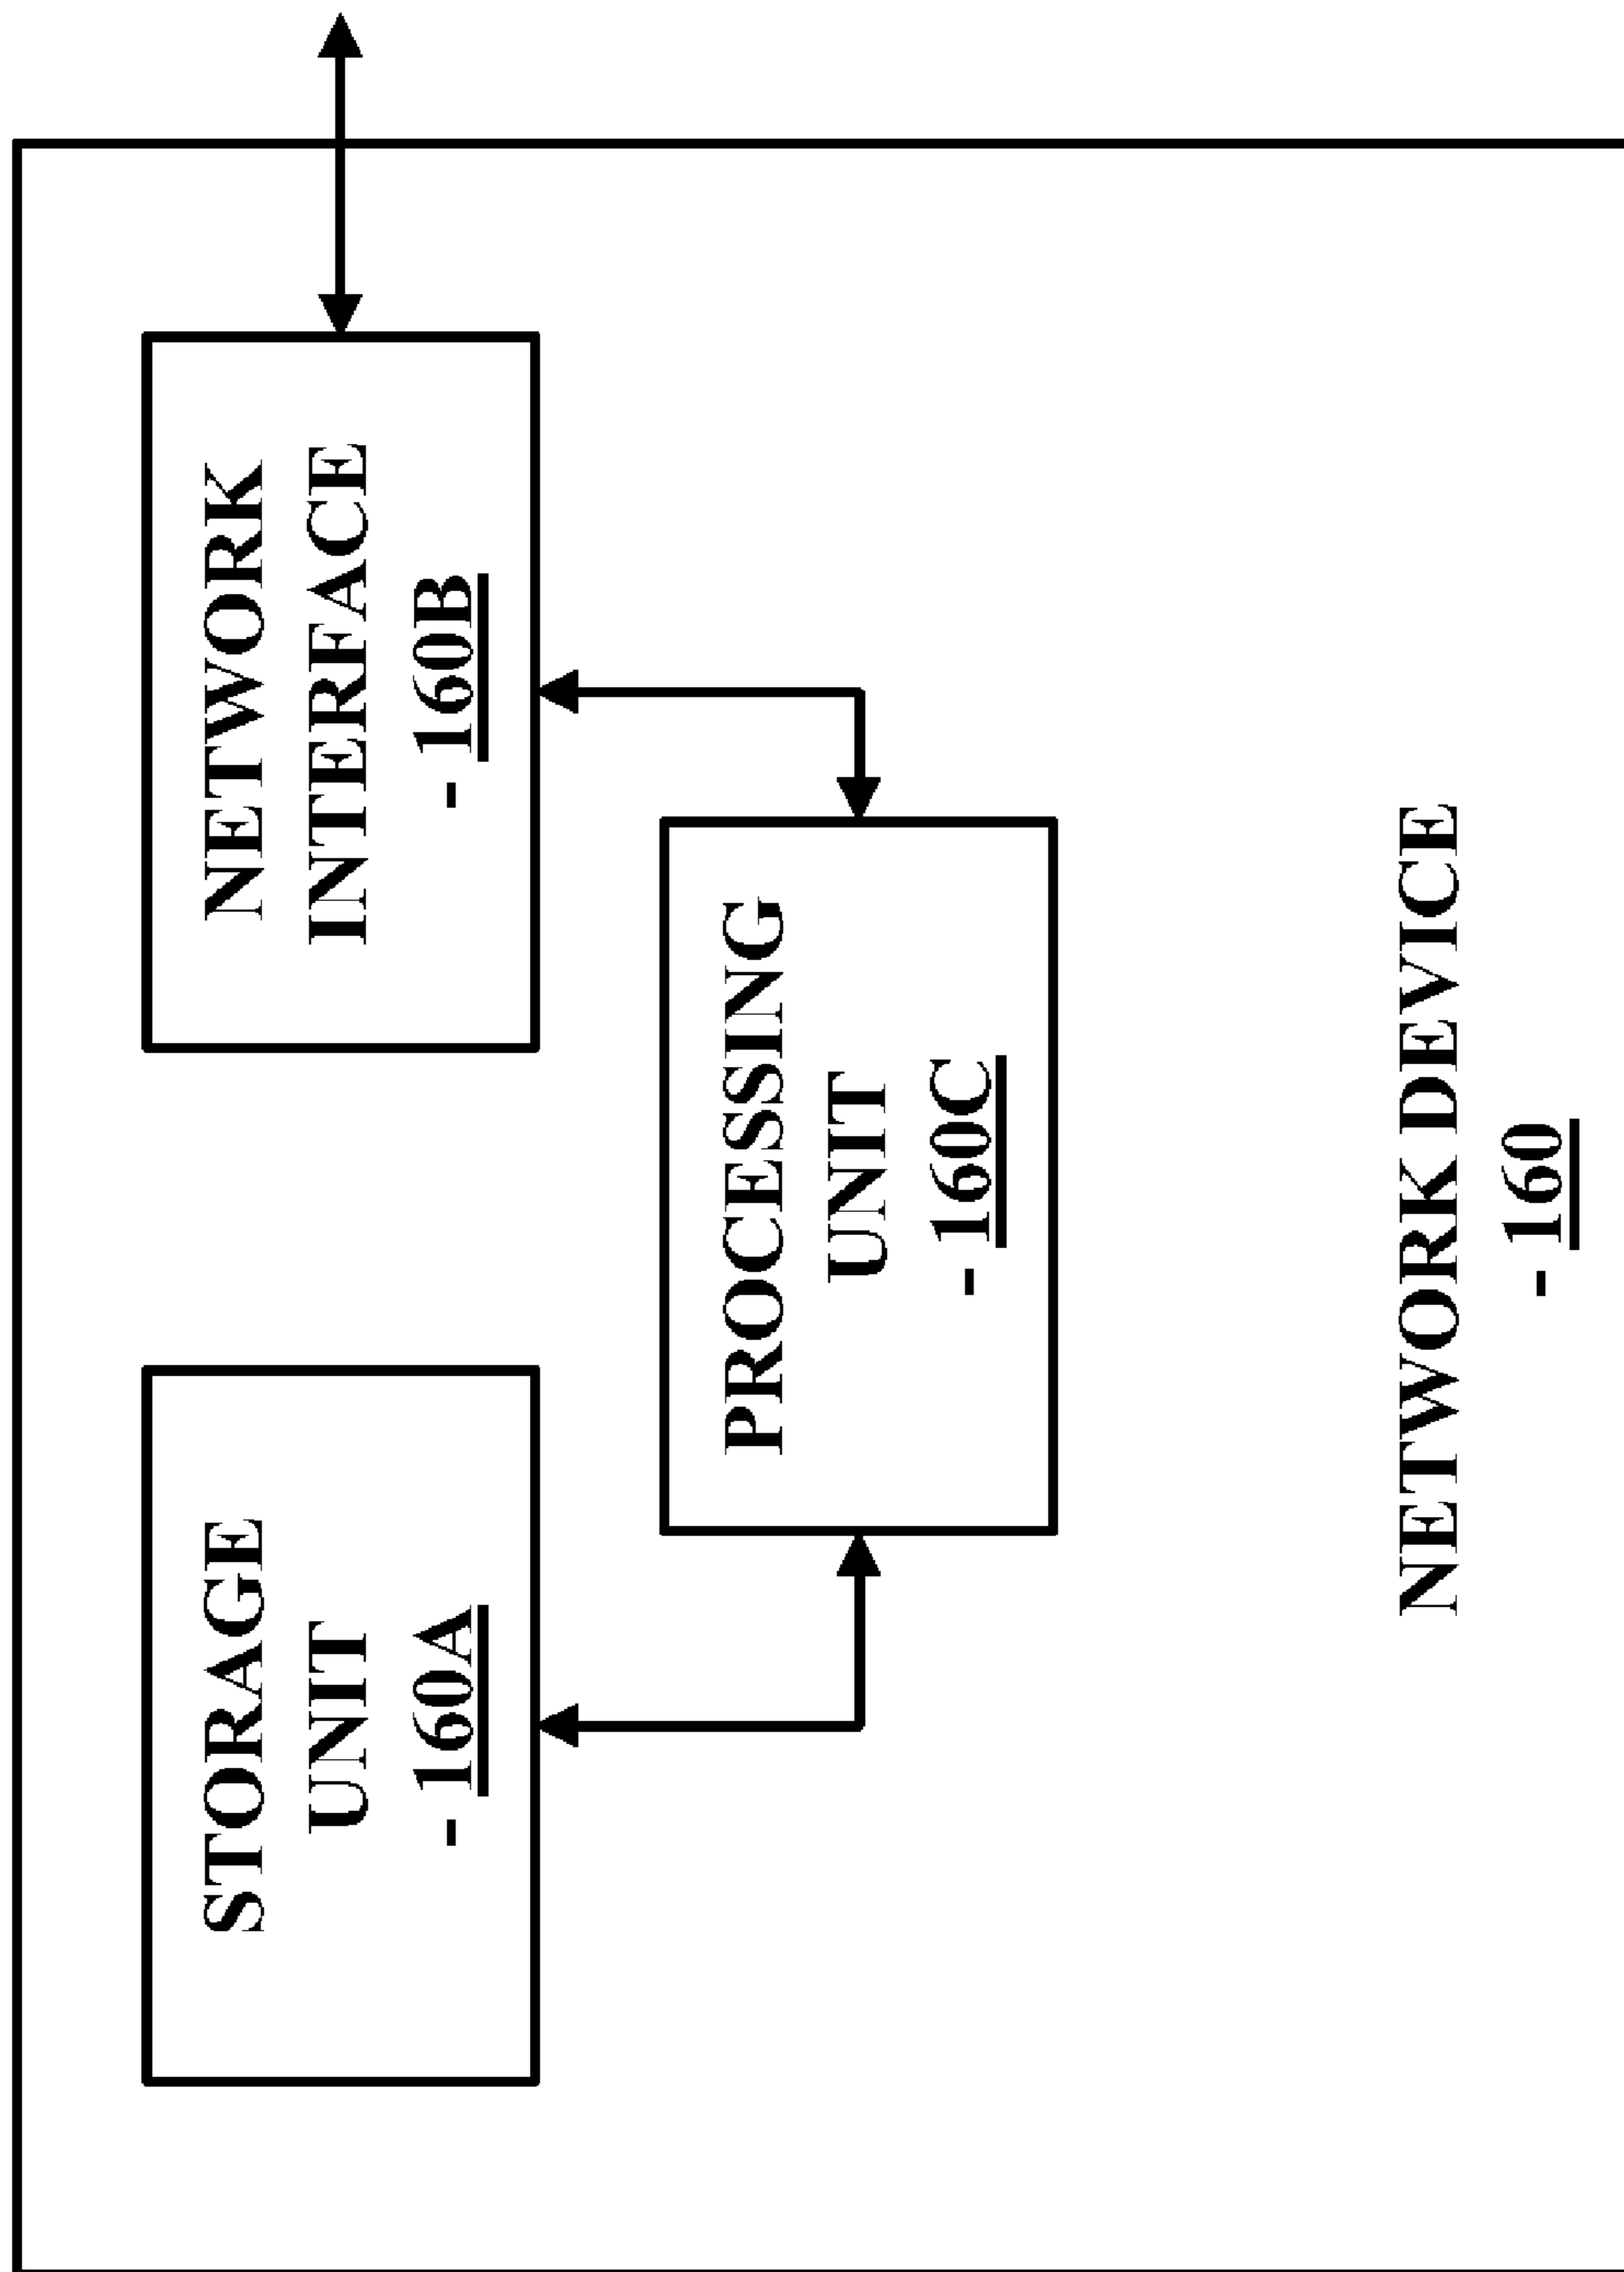 STORAGE
UNIT
- 160A
NETWORK
INTERFACE
- 160B
PROCESSING
UNIT
- 160C
NETWORK DEVICE
- 160